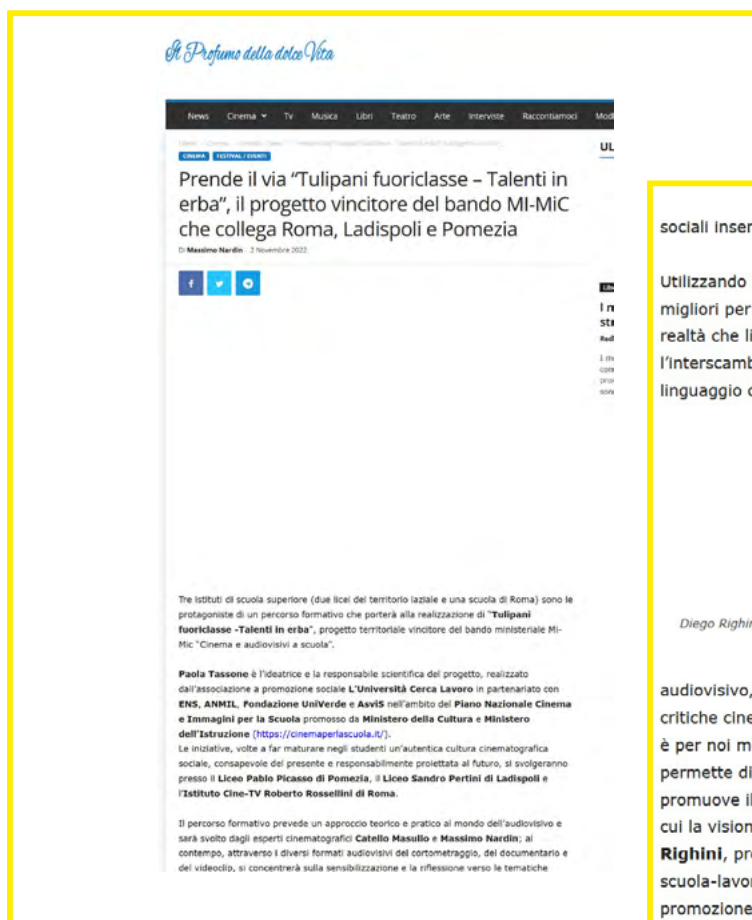 Il Profumo della dolce Vita
News Cinema Tv Musica Libri Teatro Arte Interviste Raccontiamoci Mod
CINEMA FESTIVAL / EVENTI
UL
Prende il via “Tulipani fuoriclasse – Talenti in
erba”, il progetto vincitore del bando MI-MiC
che collega Roma, Ladispoli e Pomezia
Di Massimo Nardin - 2 Novembre 2022
I m
Tre istituti di scuola superiore (due licei del territorio laziale e una scuola di Roma) sono le
protagoniste di un percorso formativo che porterà alla realizzazione di “Tulipani
fuoriclasse -Talenti in erba”, progetto territoriale vincitore del bando ministeriale Mi-
Mic “Cinema e audiovisivi a scuola”.
Paola Tassone è l’ideatrice e la responsabile scientifica del progetto, realizzato
dall’associazione a promozione sociale L’Università Cerca Lavoro in partenariato con
ENS, ANMIL, Fondazione UniVerde e AsviS nell’ambito del Piano Nazionale Cinema
e Immagini per la Scuola promosso da Ministero della Cultura e Ministero
dell’Istruzione (https://cinemaperlascuola.it/).
Le iniziative, volte a far maturare negli studenti un’autentica cultura cinematografica
sociale, consapevole del presente e responsabilmente proiettata al futuro, si svolgeranno
presso il Liceo Pablo Picasso di Pomezia, il Liceo Sandro Pertini di Ladispoli e
l’Istituto Cine-TV Roberto Rossellini di Roma.
Il percorso formativo prevede un approccio teorico e pratico al mondo dell’audiovisivo e
sarà svolto dagli esperti cinematografici Catello Masullo e Massimo Nardin; al
contempo, attraverso i diversi formati audiovisivi del cortometraggio, del documentario e
del videoclip, si concentrerà sulla sensibilizzazione e la riflessione verso le tematiche
sociali inser
Utilizzando
migliori per
realtà che li
l’interscamb
linguaggio c
Diego Righin
audiovisivo,
critiche cine
è per noi m
permette di
promuove il
cui la vision
Righini, pre
scuola-lavor
promozione